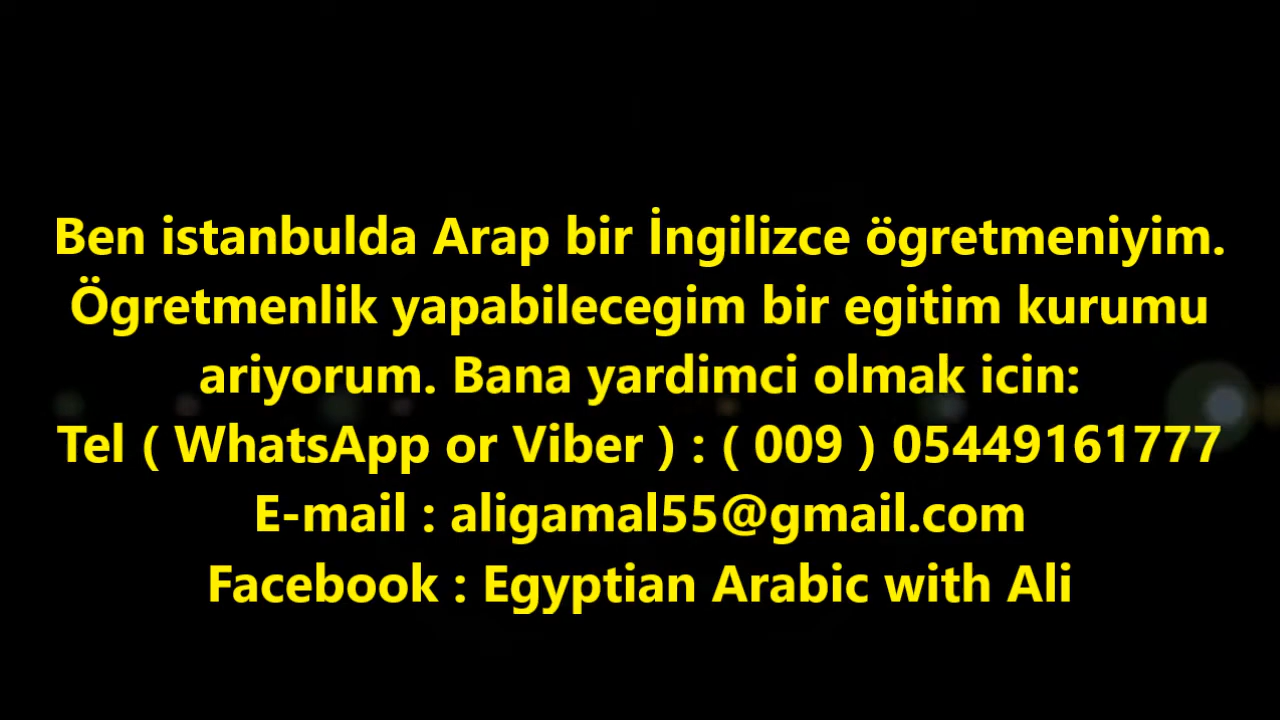 Ben istanbulda Arap bir İngilizce ögretmeniyim.
Ögretmenlik yapabilecegim bir egitim kurumu
ariyorum. Bana yardimci olmak icin:
Tel ( WhatsApp or Viber ) : ( 009 ) 05449161777
E-mail : aligamal55@gmail.com
Facebook : Egyptian Arabic with Ali